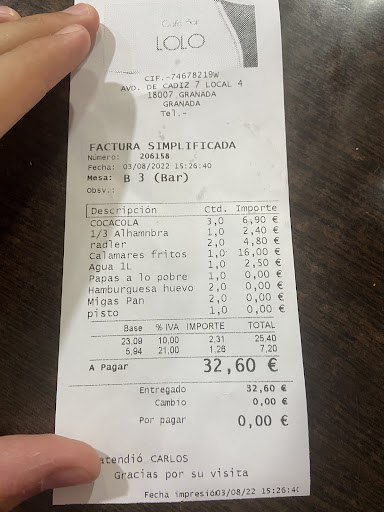 Café Bar
LOLO
CIF.-74678219W
AVD. DE CADIZ 7 LOCAL 4
18007 GRANADA
GRANADA
Tel.-
FACTURA SIMPLIFICADA
Número: 206158
Fecha: 03/08/2022 15:26:40
Mesa: B 3 (Bar)
Obsv.:
Descripción Ctd. Importe
COCACOLA 3,0 6,90 €
1/3 Alhamnbra 1,0 2,40 €
radler 2,0 4,80 €
Calamares fritos 1,0 16,00 €
Agua 1L 1,0 2,50 €
Papas a lo pobre 1,0 0,00 €
Hamburguesa huevo 2,0 0,00 €
Migas Pan 2,0 0,00 €
pisto 1,0 0,00 €
Base % IVA IMPORTE TOTAL
23,09 10,00 2,31 25,40
5,94 21,00 1,26 7,20
A Pagar 32,60 €
Entregado 32,60 €
Cambio 0,00 €
Por pagar 0,00 €
atendió CARLOS
Gracias por su visita
Fecha impresió03/08/22 15:26:40